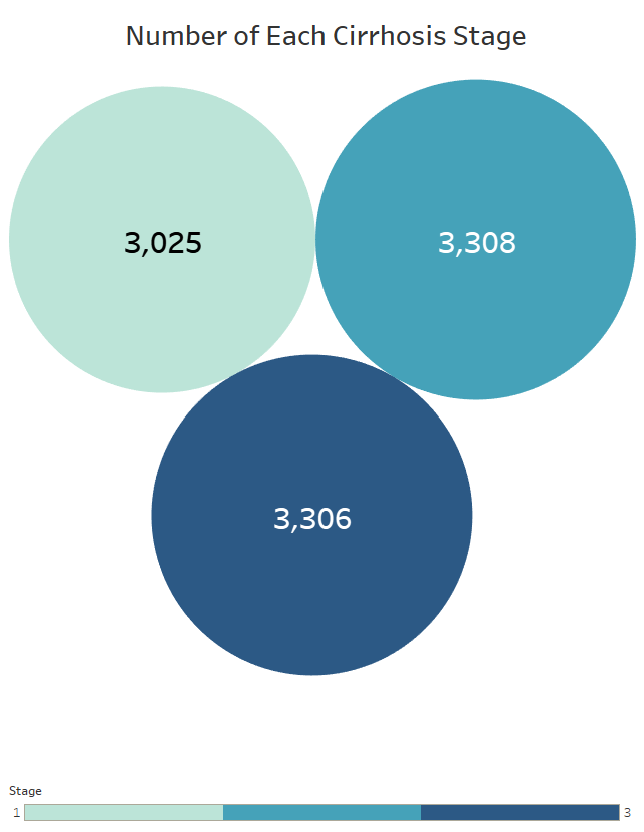 Number of Each Cirrhosis Stage
3,025
3,308
3,306
Stage
1
3